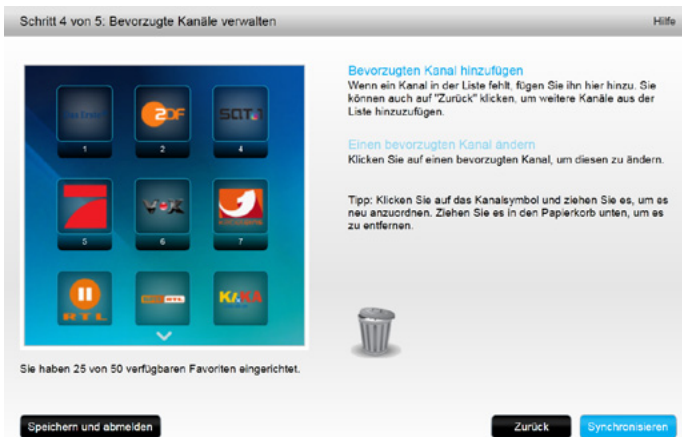 Schritt 4 von 5: Bevorzugte Kanäle verwalten
Hilfe
Das Erste
ZDF
SAT.1
1
2
4
VOX
5
6
7
RTL
KI.KA
Bevorzugten Kanal hinzufügen
Wenn ein Kanal in der Liste fehlt, fügen Sie ihn hier hinzu. Sie
können auch auf "Zurück" klicken, um weitere Kanäle aus der
Liste hinzuzufügen.
Einen bevorzugten Kanal ändern
Klicken Sie auf einen bevorzugten Kanal, um diesen zu ändern.
Tipp: Klicken Sie auf das Kanalsymbol und ziehen Sie es, um es
neu anzuordnen. Ziehen Sie es in den Papierkorb unten, um es
zu entfernen.
Sie haben 25 von 50 verfügbaren Favoriten eingerichtet.
Speichern und abmelden
Zurück
Synchronisieren